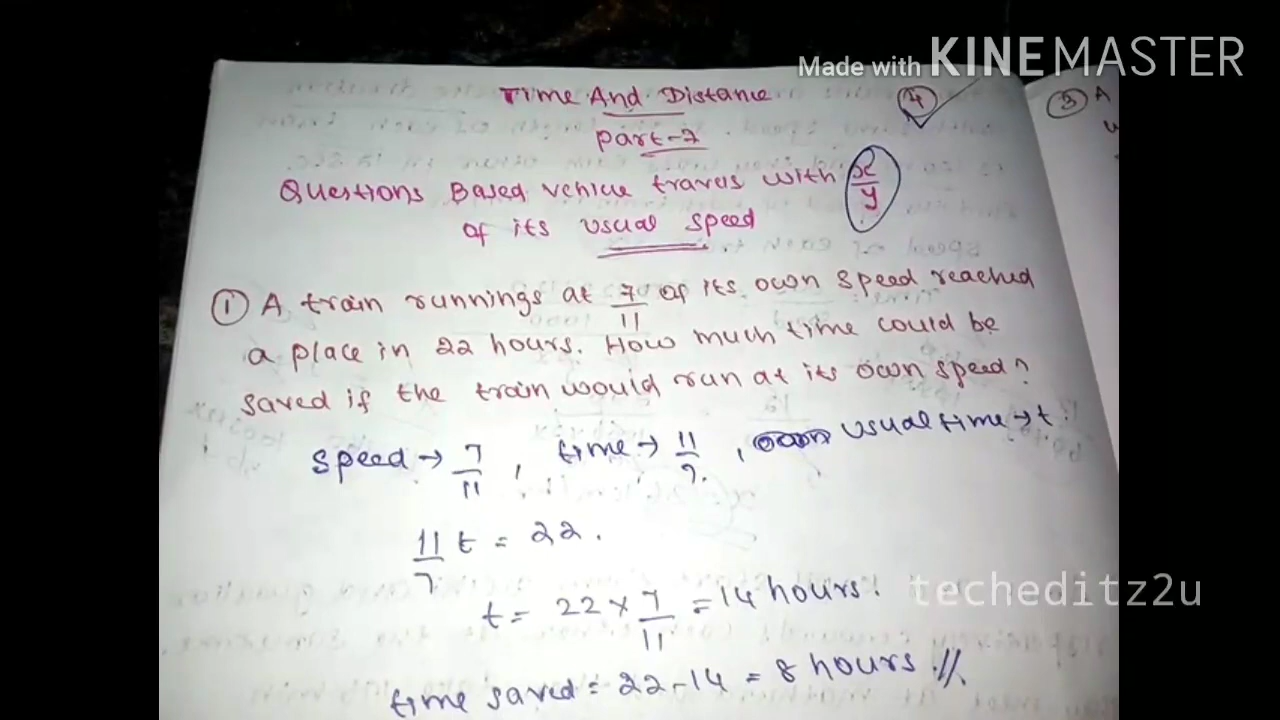 Made with KINEMASTER
Time And Distance
④
③ A
Part-7
Questions Based vehicle travels with x/y
of its usual speed
① A train runnings at 7/11 of its own speed reached
a place in 22 hours. How much time could be
saved if the train would run at its own speed?
speed → 7/11, time → 11/7, usual time → t.
11/7 t = 22.
t = 22 × 7/11 = 14 hours.
techeditz2u
time saved = 22-14 = 8 hours //.